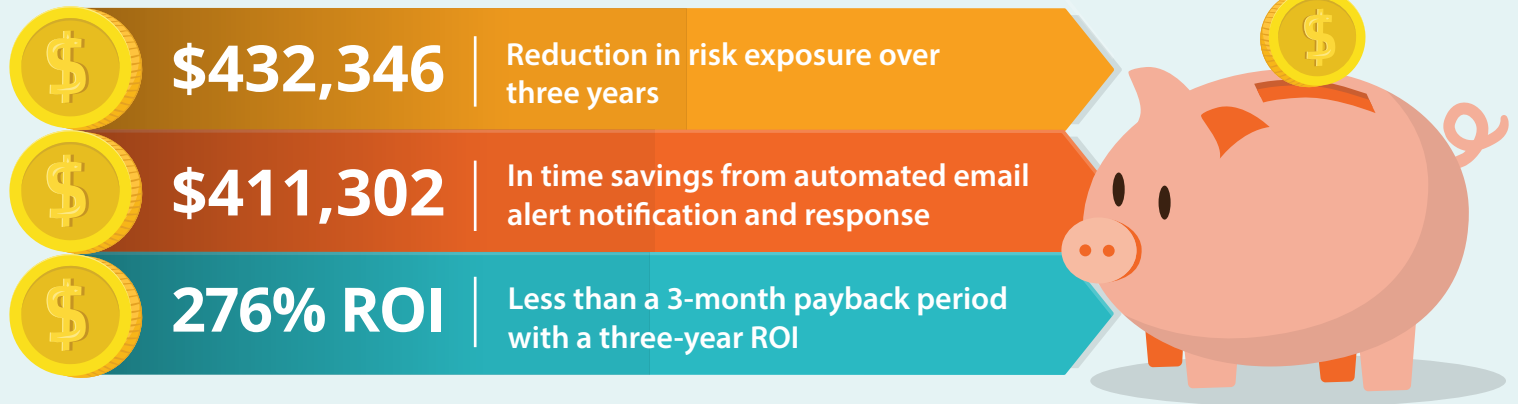 $432,346
Reduction in risk exposure over
three years
$411,302
In time savings from automated email
alert notification and response
276% ROI
Less than a 3-month payback period
with a three-year ROI
$
$
$
$